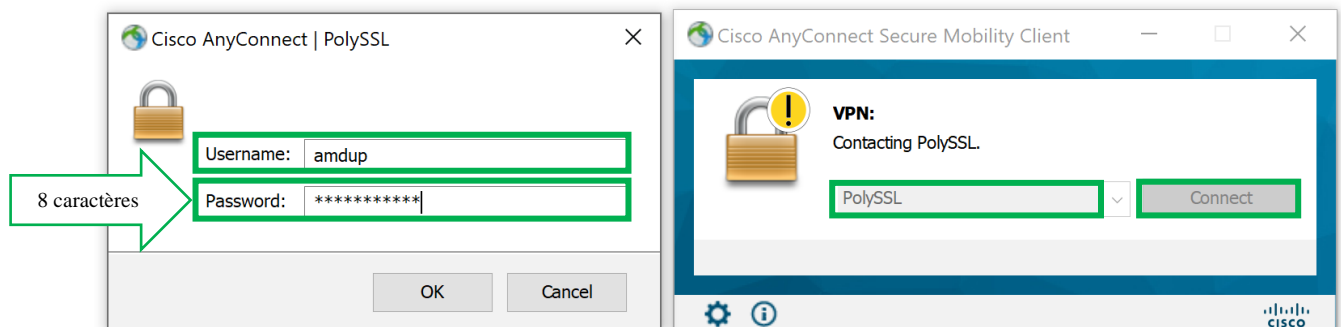 Cisco AnyConnect | PolySSL
Username: amdup
8 caractères
Password: ***********
OK Cancel
Cisco AnyConnect Secure Mobility Client
VPN:
Contacting PolySSL.
PolySSL Connect
CISCO